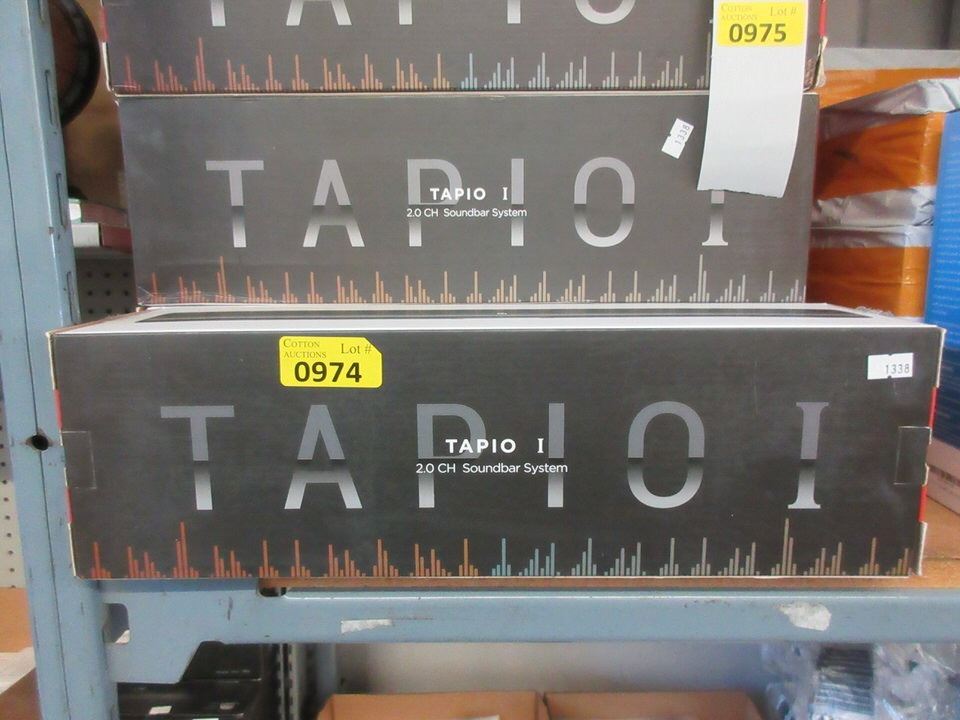 COTTON
AUCTIONS
Lot #
0975
1338
TAPIO I
TAPIO I
2.0 CH Soundbar System
COTTON
AUCTIONS
Lot #
0974
1338
TAPIO I
TAPIO I
2.0 CH Soundbar System